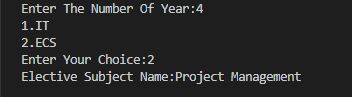 Enter The Number Of Year:4
1.IT
2.ECS
Enter Your Choice:2
Elective Subject Name:Project Management